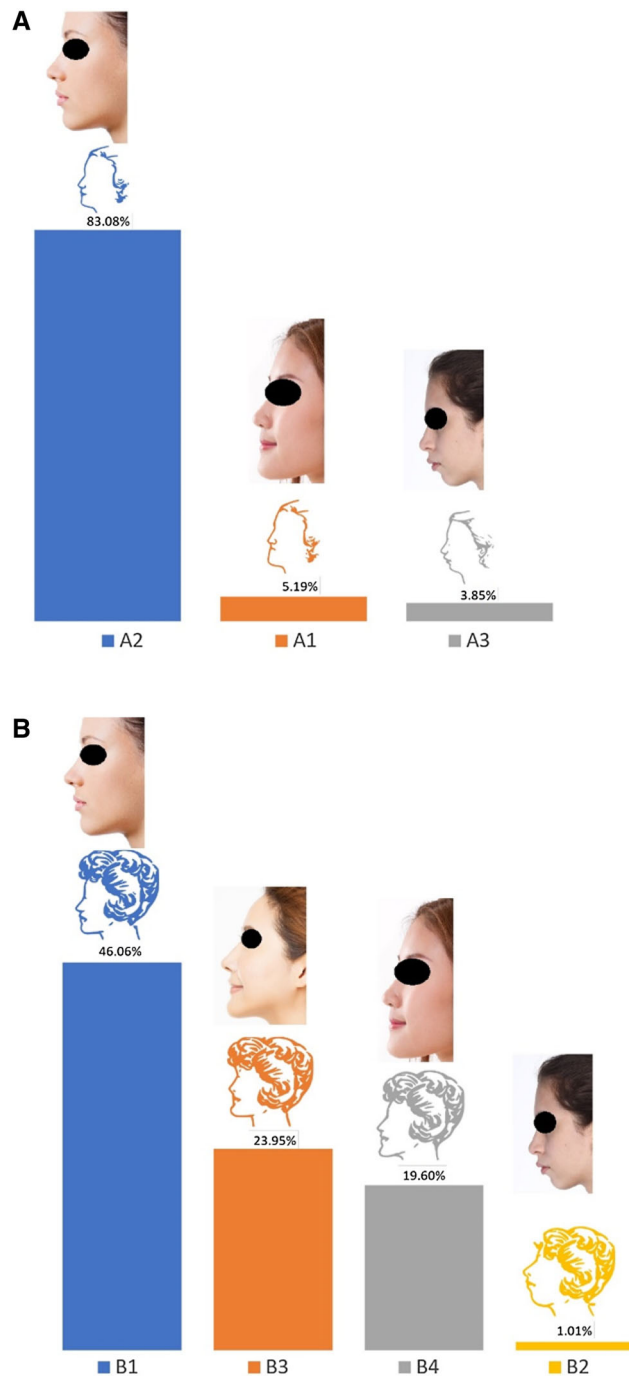 A
83.08%
5.19%
3.85%
A2
A1
A3
B
46.06%
23.95%
19.60%
1.01%
B1
B3
B4
B2